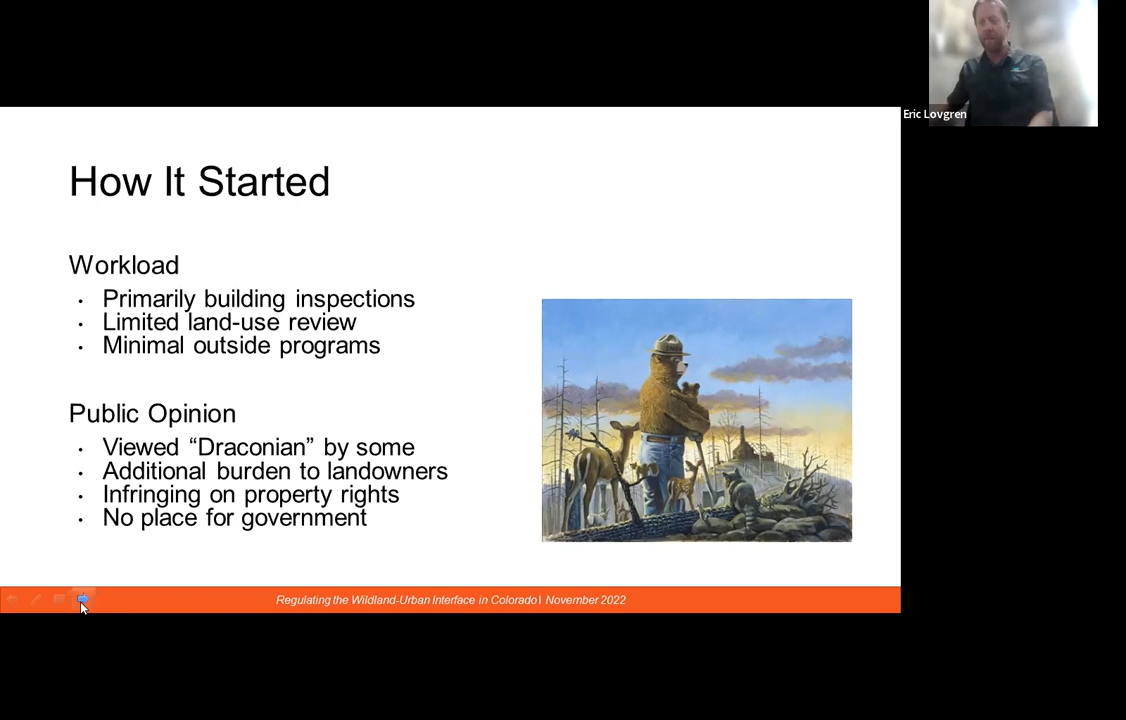 Eric Lovgren
How It Started
Workload
• Primarily building inspections
• Limited land-use review
• Minimal outside programs
Public Opinion
• Viewed “Draconian” by some
• Additional burden to landowners
• Infringing on property rights
• No place for government
Regulating the Wildland-Urban Interface in Colorado| November 2022